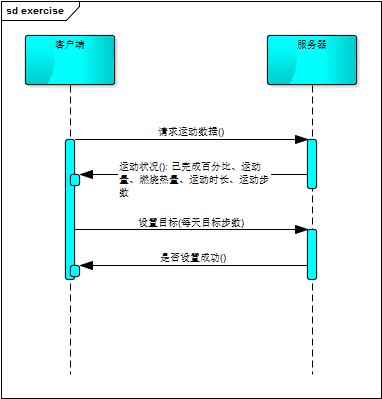 sd exercise
客户端
服务器
请求运动数据()
运动状况(): 已完成百分比、运动
量、燃烧热量、运动时长、运动步
数
设置目标(每天目标步数)
是否设置成功()